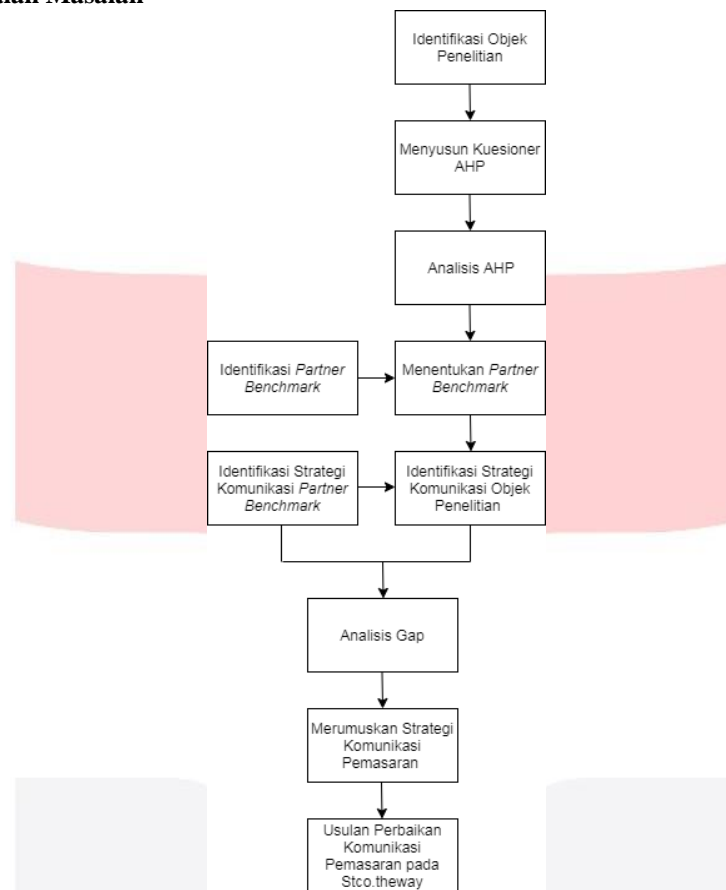 Identifikasi Objek
Penelitian
Menyusun Kuesioner
AHP
Analisis AHP
Identifikasi Partner
Benchmark
Menentukan Partner
Benchmark
Identifikasi Strategi
Komunikasi Partner
Benchmark
Identifikasi Strategi
Komunikasi Objek
Penelitian
Analisis Gap
Merumuskan Strategi
Komunikasi
Pemasaran
Usulan Perbaikan
Komunikasi
Pemasaran pada
Stco.theway